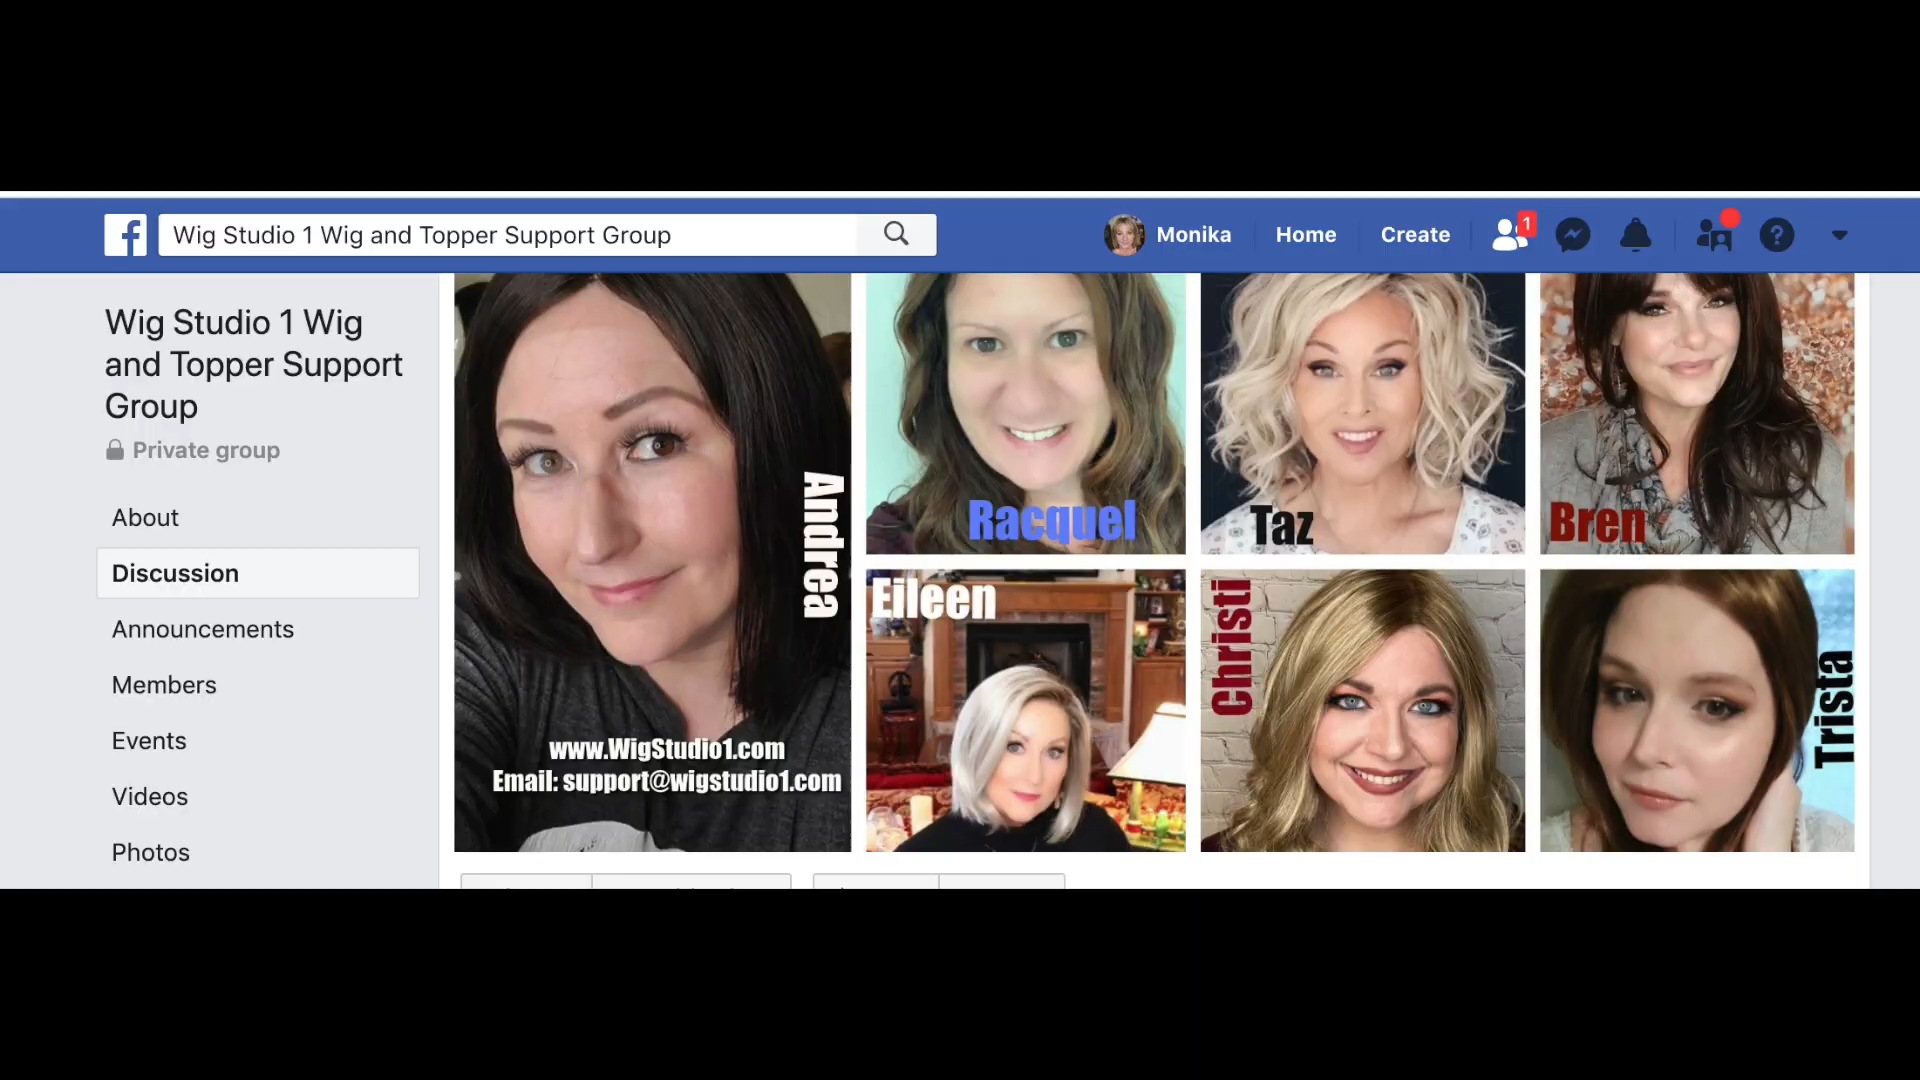 Wig Studio 1 Wig and Topper Support Group
Monika
Home
Create
1
?
Wig Studio 1 Wig
and Topper Support
Group
Private group
About
Discussion
Announcements
Members
Events
Videos
Photos
Andrea
www.WigStudio1.com
Email: support@wigstudio1.com
Racquel
Taz
Bren
Eileen
Christi
Trista